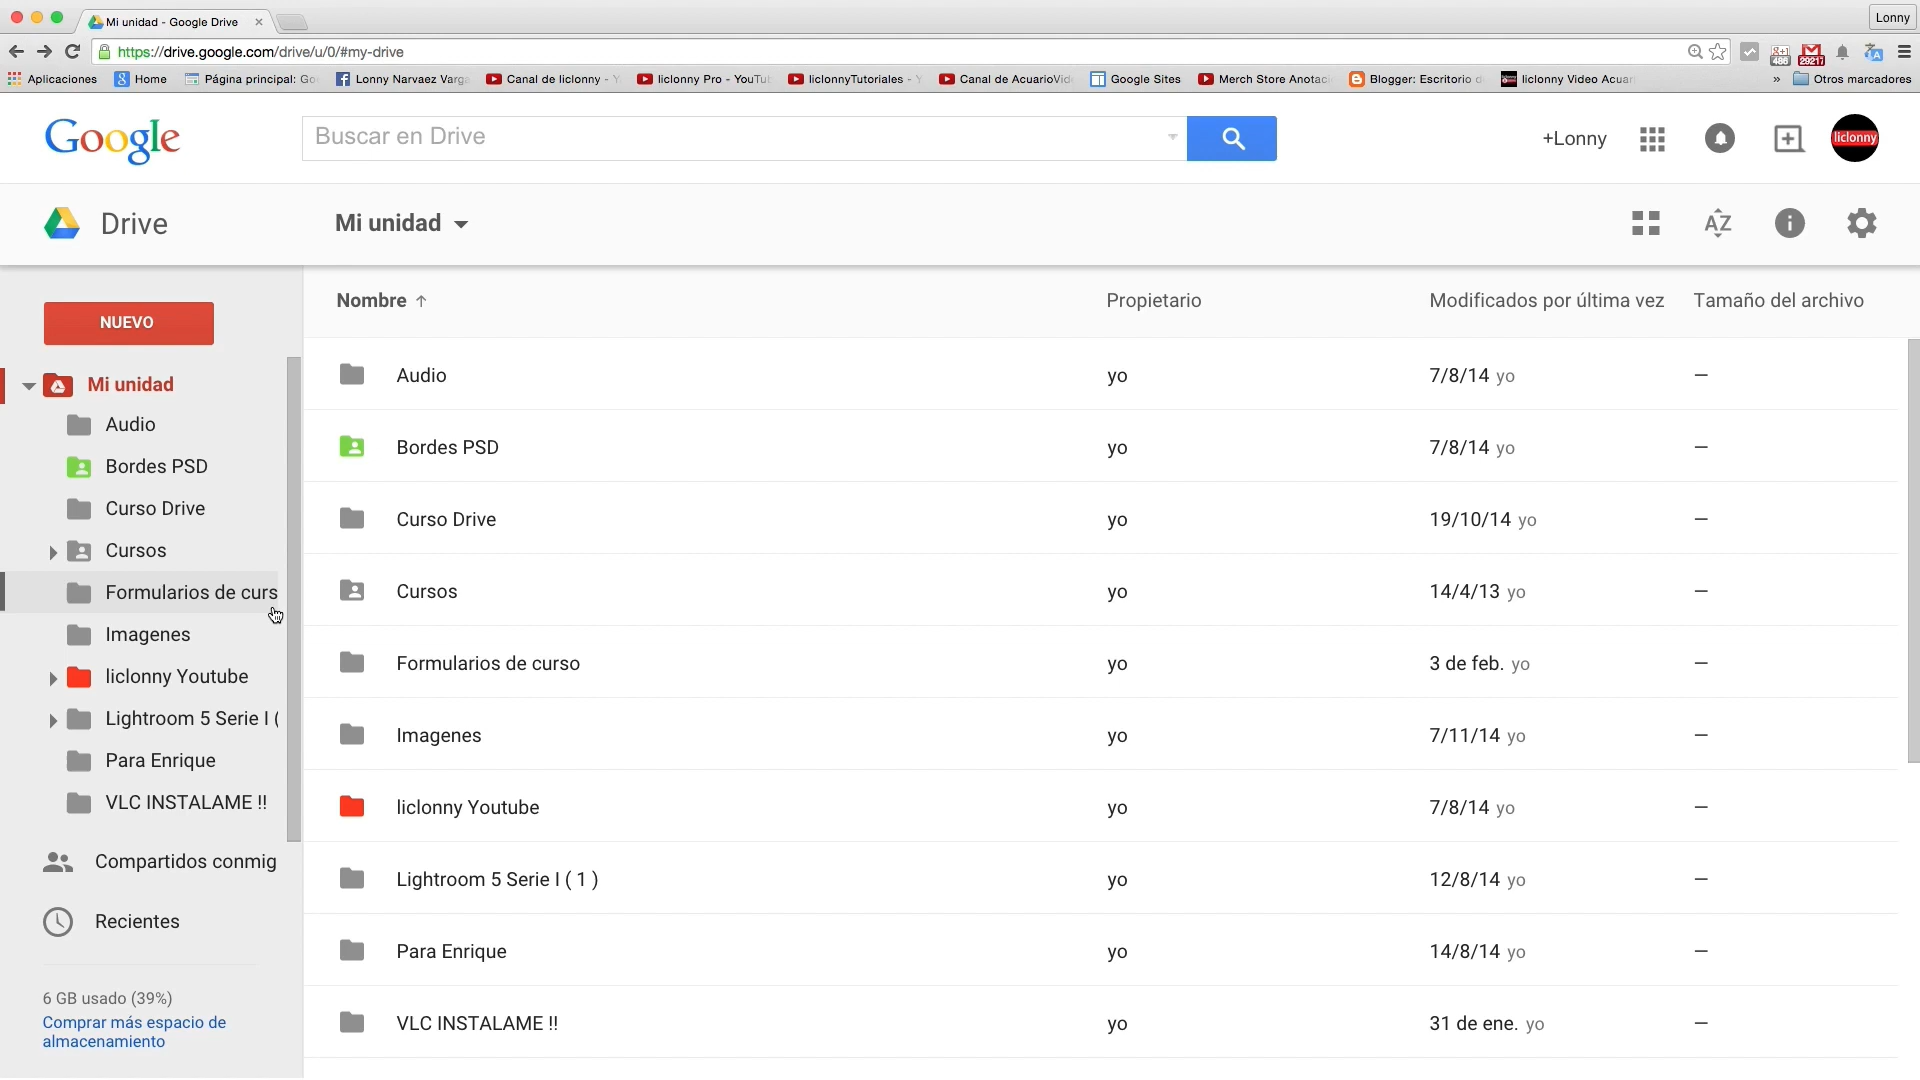 Mi unidad - Google Drive
Lonny
https://drive.google.com/drive/u/0/#my-drive
486
29217
Aplicaciones
Home
Página principal: Go
Lonny Narvaez Varga
Canal de liclonny - Y
liclonny Pro - YouTu
liclonnyTutoriales - Y
Canal de AcuarioVid
Google Sites
Merch Store Anotac
Blogger: Escritorio d
liclonny Video Acuar
»
Otros marcadores
Google
Buscar en Drive
+Lonny
liclonny
Drive
Mi unidad
AZ
NUEVO
Mi unidad
Audio
Bordes PSD
Curso Drive
Cursos
Formularios de curs
Imagenes
liclonny Youtube
Lightroom 5 Serie I (
Para Enrique
VLC INSTALAME !!
Compartidos conmig
Recientes
6 GB usado (39%)
Comprar más espacio de
almacenamiento
Nombre ↑ Propietario Modificados por última vez Tamaño del archivo
Audio yo 7/8/14 yo —
Bordes PSD yo 7/8/14 yo —
Curso Drive yo 19/10/14 yo —
Cursos yo 14/4/13 yo —
Formularios de curso yo 3 de feb. yo —
Imagenes yo 7/11/14 yo —
liclonny Youtube yo 7/8/14 yo —
Lightroom 5 Serie I ( 1 ) yo 12/8/14 yo —
Para Enrique yo 14/8/14 yo —
VLC INSTALAME !! yo 31 de ene. yo —